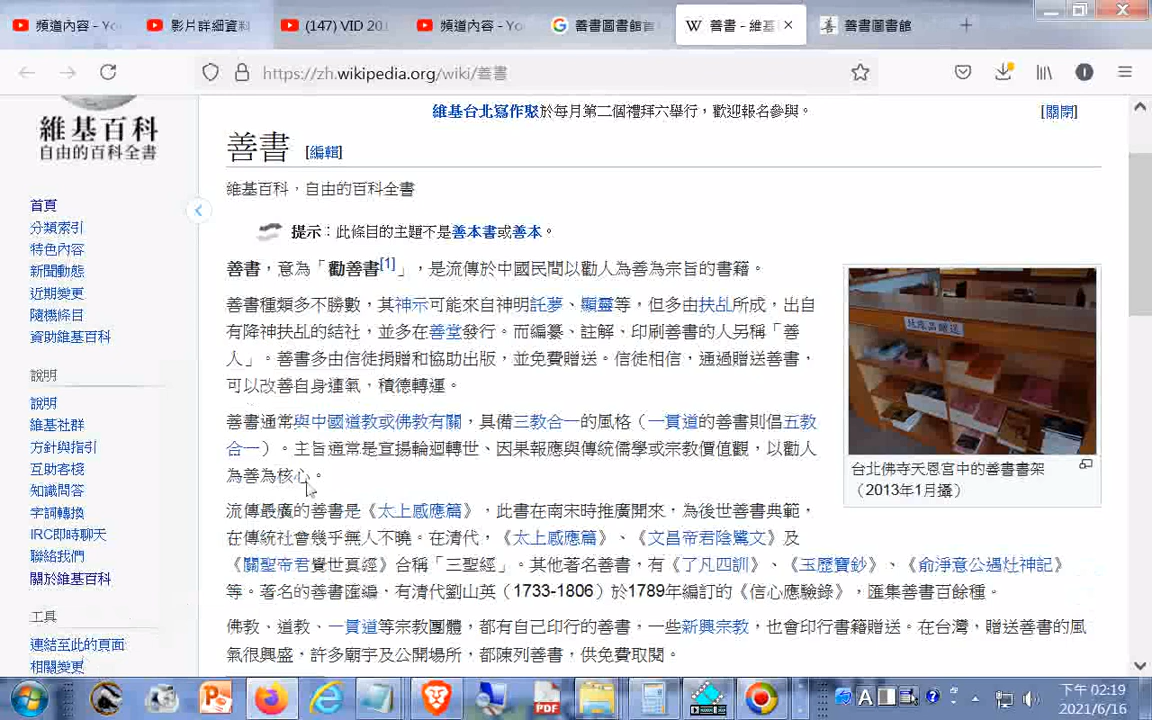 頻道內容 - Yo
影片詳細資料
(147) VID 20
頻道內容 - Yo
善書圖書館
善書 - 維基
善書圖書館
https://zh.wikipedia.org/wiki/善書
維基百科
自由的百科全書
首頁
分類索引
特色內容
新聞動態
近期變更
隨機條目
資助維基百科
說明
說明
維基社群
方針與指引
互助客棧
知識問答
字詞轉換
IRC即時聊天
聯絡我們
關於維基百科
工具
連結至此的頁面
相關變更
維基台北寫作聚於每月第二個禮拜六舉行，歡迎報名參與。
[關閉]
善書 [編輯]
維基百科，自由的百科全書
提示：此條目的主題不是善本書或善本。
善書，意為「勸善書[1]」，是流傳於中國民間以勸人為善為宗旨的書籍。
善書種類多不勝數，其神示可能來自神明託夢、顯靈等，但多由扶乩所成，出自
有降神扶乩的結社，並多在善堂發行。而編纂、註解、印刷善書的人另稱「善
人」。善書多由信徒捐贈和協助出版，並免費贈送。信徒相信，通過贈送善書，
可以改善自身運氣，積德轉運。
善書通常與中國道教或佛教有關，具備三教合一的風格（一貫道的善書則倡五教
合一）。主旨通常是宣揚輪迴轉世、因果報應與傳統儒學或宗教價值觀，以勸人
為善為核心。
流傳最廣的善書是《太上感應篇》，此書在南宋時推廣開來，為後世善書典範，
在傳統社會幾乎無人不曉。在清代，《太上感應篇》、《文昌帝君陰騭文》及
《關聖帝君覺世真經》合稱「三聖經」。其他著名善書，有《了凡四訓》、《玉歷寶鈔》、《俞淨意公遇灶神記》
等。著名的善書匯編，有清代劉山英（1733-1806）於1789年編訂的《信心應驗錄》，匯集善書百餘種。
佛教、道教、一貫道等宗教團體，都有自己印行的善書，一些新興宗教，也會印行書籍贈送。在台灣，贈送善書的風
氣很興盛，許多廟宇及公開場所，都陳列善書，供免費取閱。
台北佛寺天恩宮中的善書書架
（2013年1月攝）
下午 02:19
2021/6/16